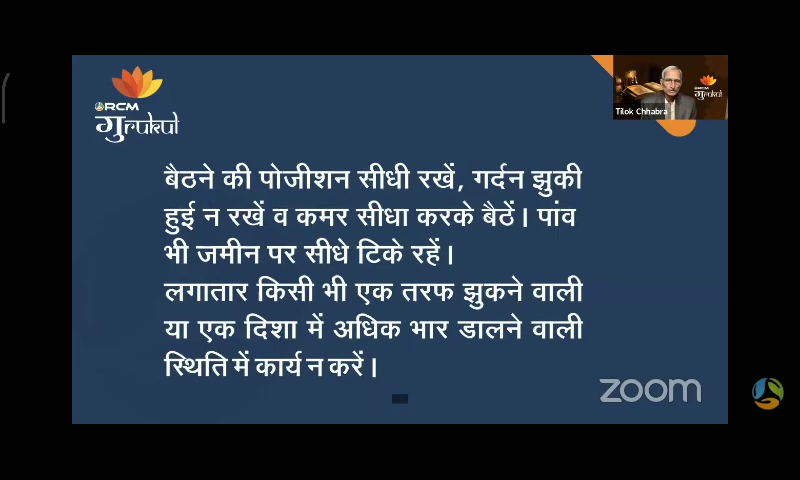 RCM
गुrukul
गुrukul
Tilok Chhabra
बैठने की पोजीशन सीधी रखें, गर्दन झुकी
हुई न रखें व कमर सीधा करके बैठें। पांव
भी जमीन पर सीधे टिके रहें।
लगातार किसी भी एक तरफ झुकने वाली
या एक दिशा में अधिक भार डालने वाली
स्थिति में कार्य न करें।
zoom